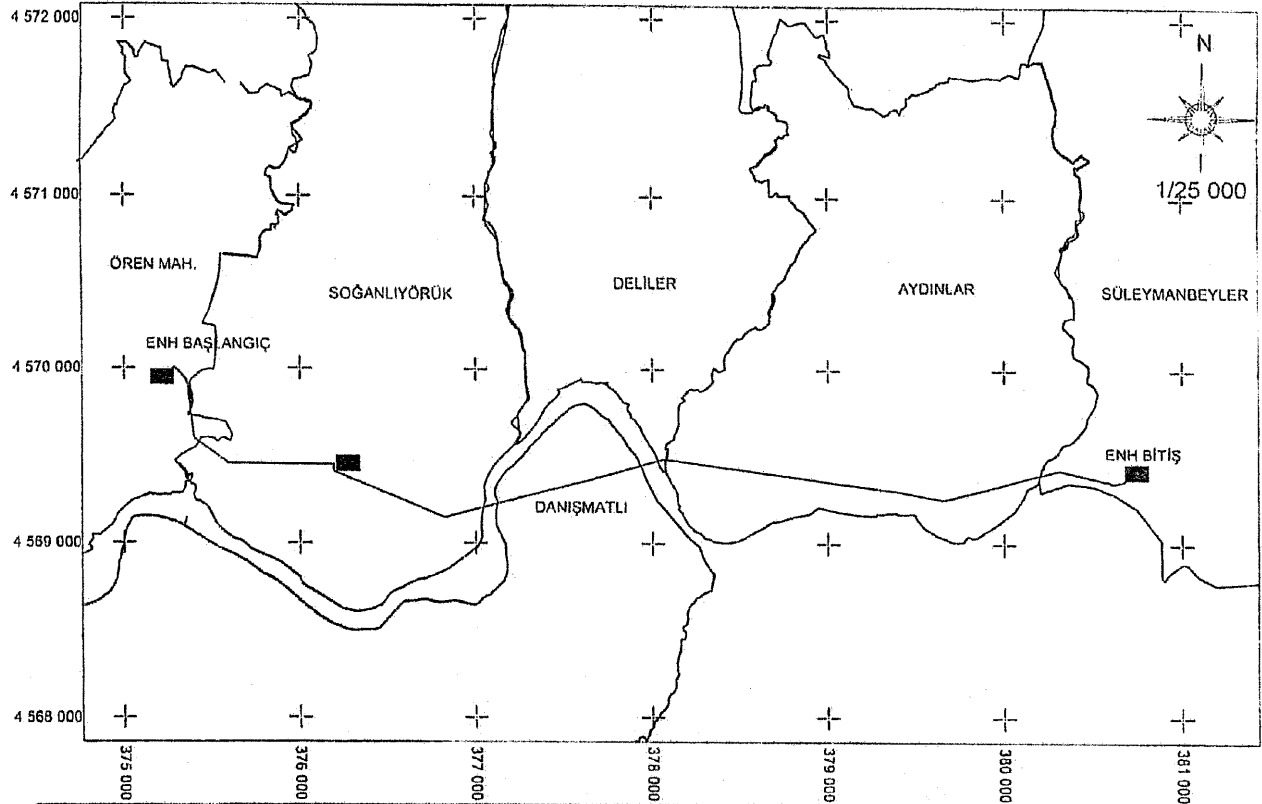 4 572 000
N
4 571 000
1/25 000
ÖREN MAH.
SOĞANLIYÖRÜK
DELİLER
AYDINLAR
SÜLEYMANBEYLER
ENH BAŞLANGIÇ
4 570 000
ENH BİTİŞ
DANIŞMATLI
4 569 000
4 568 000
375 000
376 000
377 000
378 000
379 000
380 000
381 000